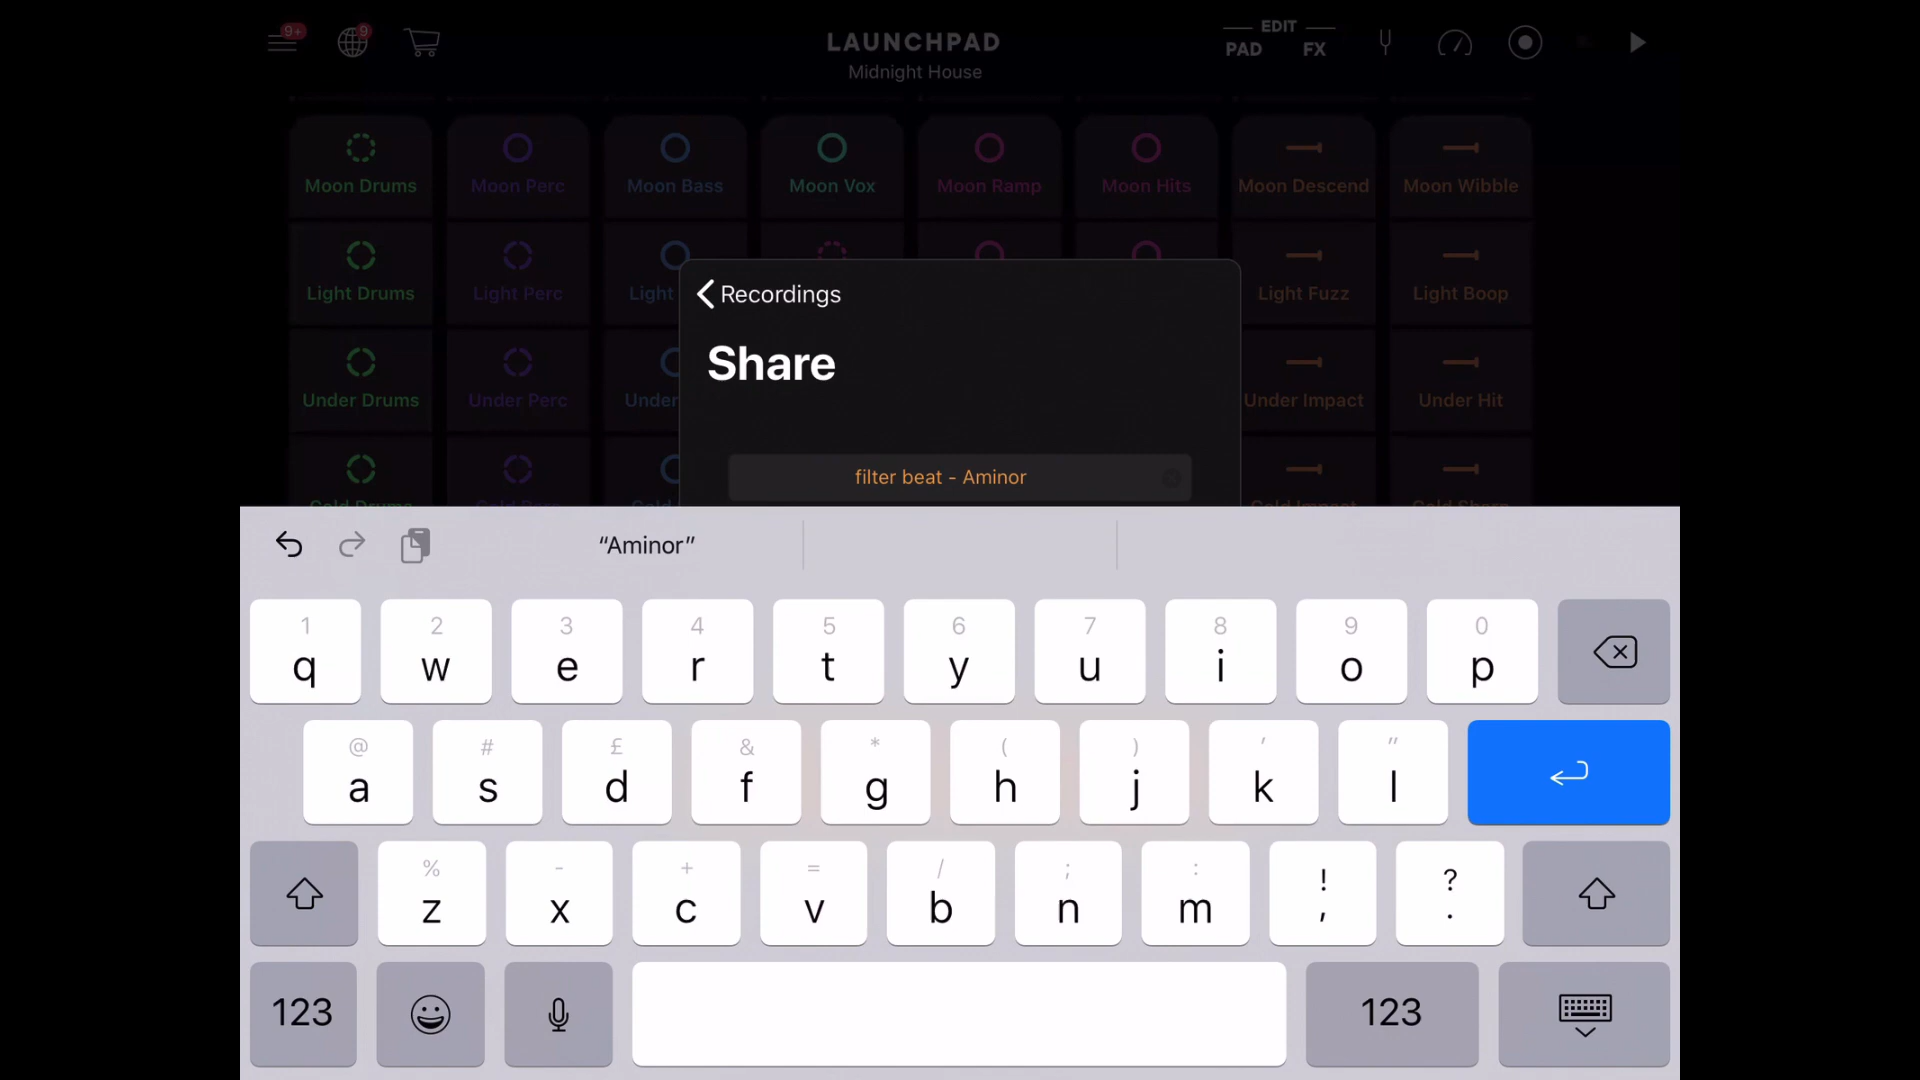 9+
9
LAUNCHPAD
Midnight House
EDIT
PAD FX
Moon Drums Moon Perc Moon Bass Moon Vox Moon Ramp Moon Hits Moon Descend Moon Wibble
Light Drums Light Perc Light Light Fuzz Light Boop
Under Drums Under Perc Under Under Impact Under Hit
Recordings
Share
filter beat - Aminor
“Aminor”
1 2 3 4 5 6 7 8 9 0
q w e r t y u i o p
@ # £ & * ( ) ' "
a s d f g h j k l
% - + = / ; : ! ?
z x c v b n m , .
123 123